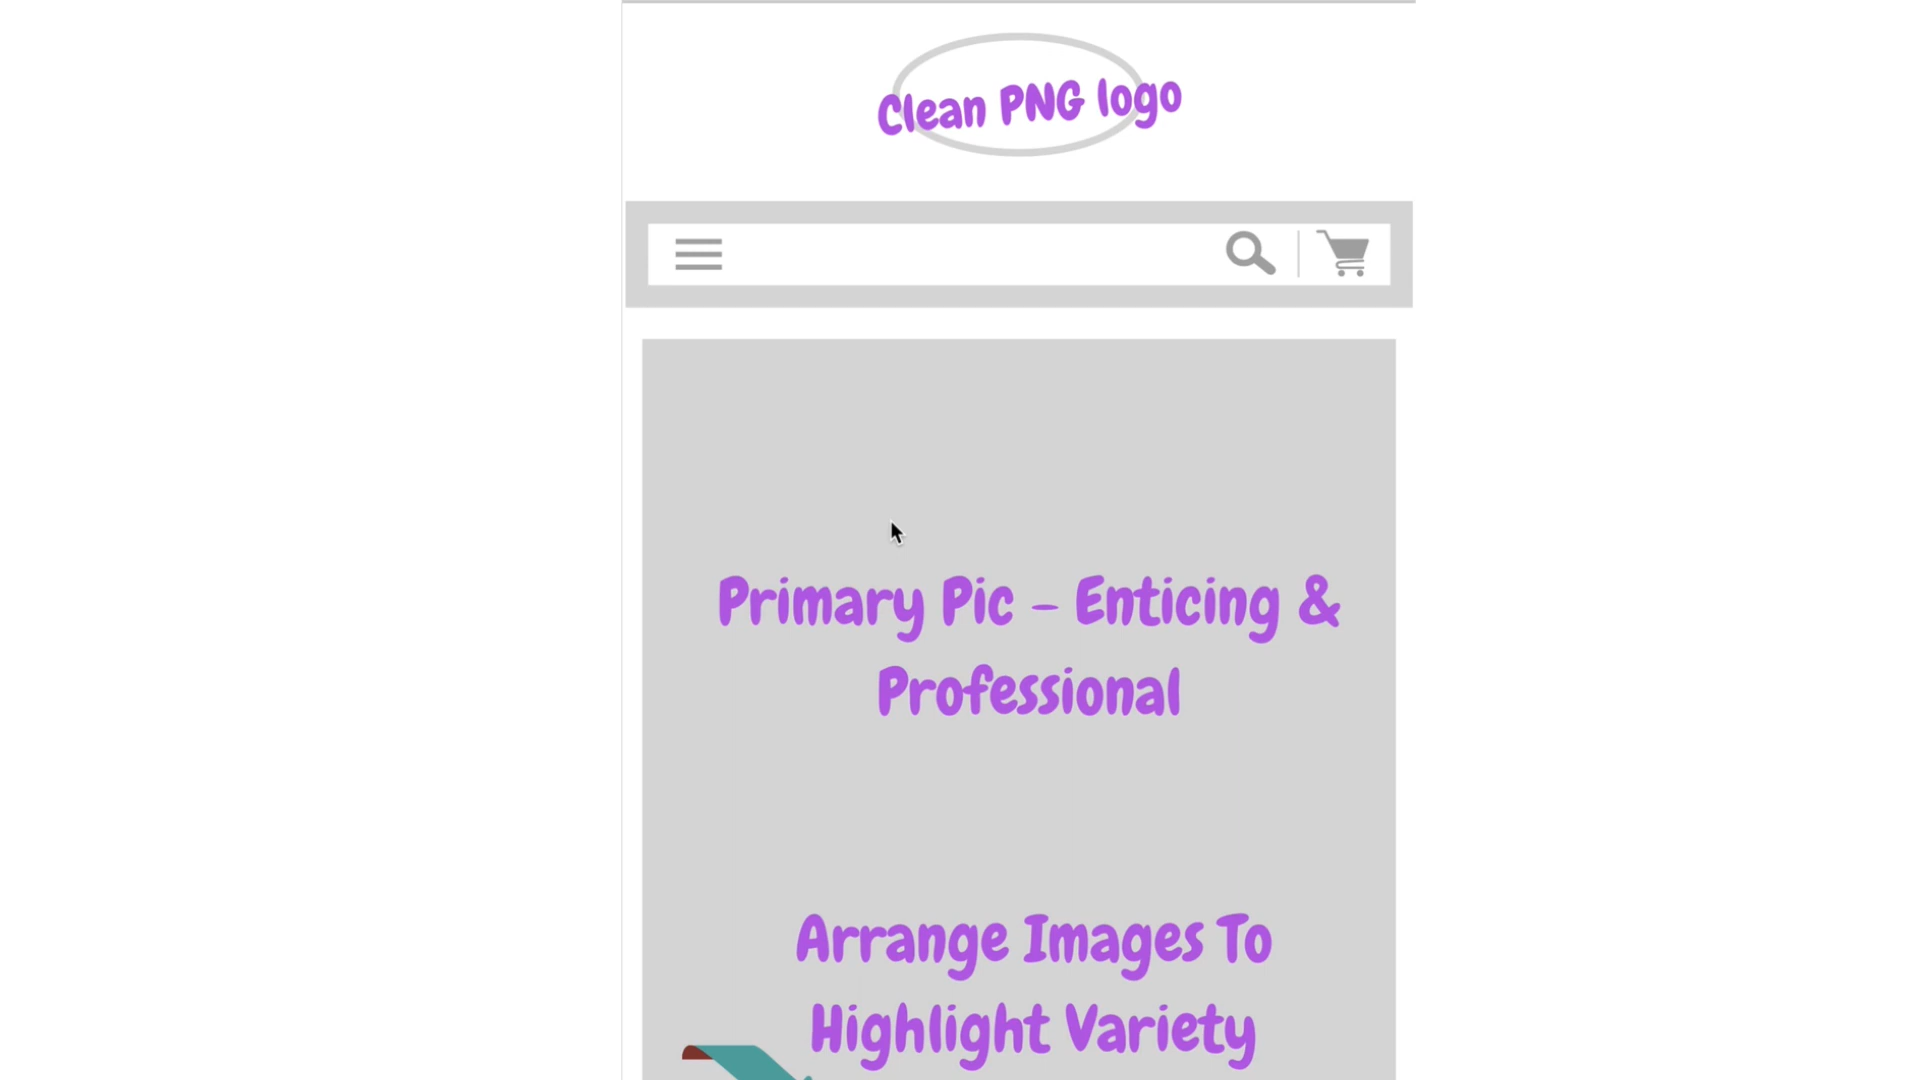 Clean PNG logo
Primary Pic – Enticing &
Professional
Arrange Images To
Highlight Variety